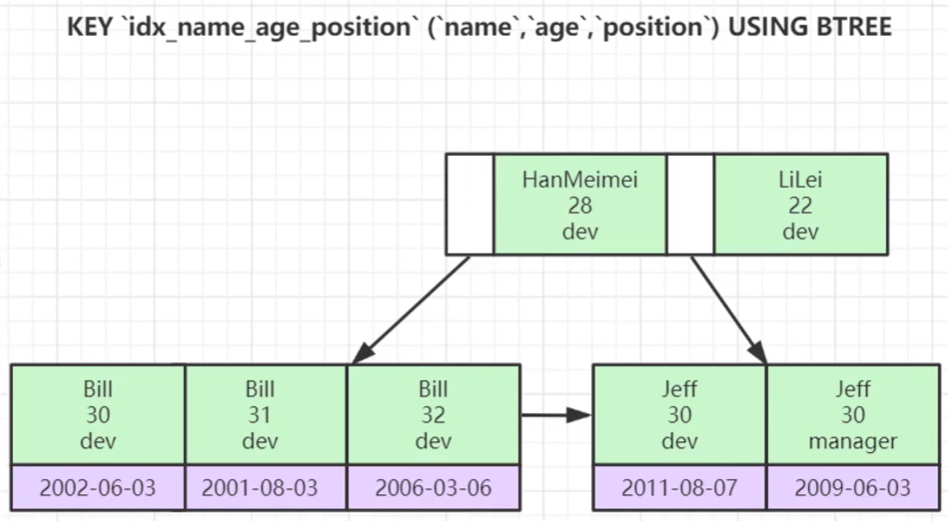 KEY `idx_name_age_position` (`name`,`age`,`position`) USING BTREE
HanMeimei
28
dev
LiLei
22
dev
Bill
30
dev
2002-06-03
Bill
31
dev
2001-08-03
Bill
32
dev
2006-03-06
Jeff
30
dev
2011-08-07
Jeff
30
manager
2009-06-03